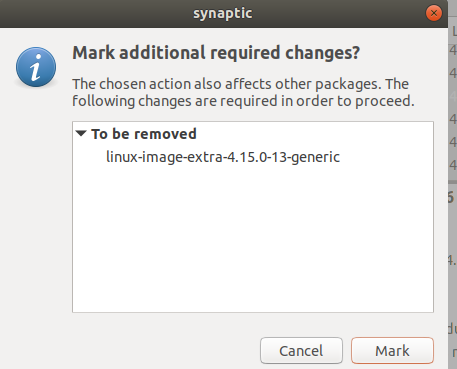 synaptic
Mark additional required changes?
The chosen action also affects other packages. The
following changes are required in order to proceed.
To be removed
linux-image-extra-4.15.0-13-generic
Cancel
Mark